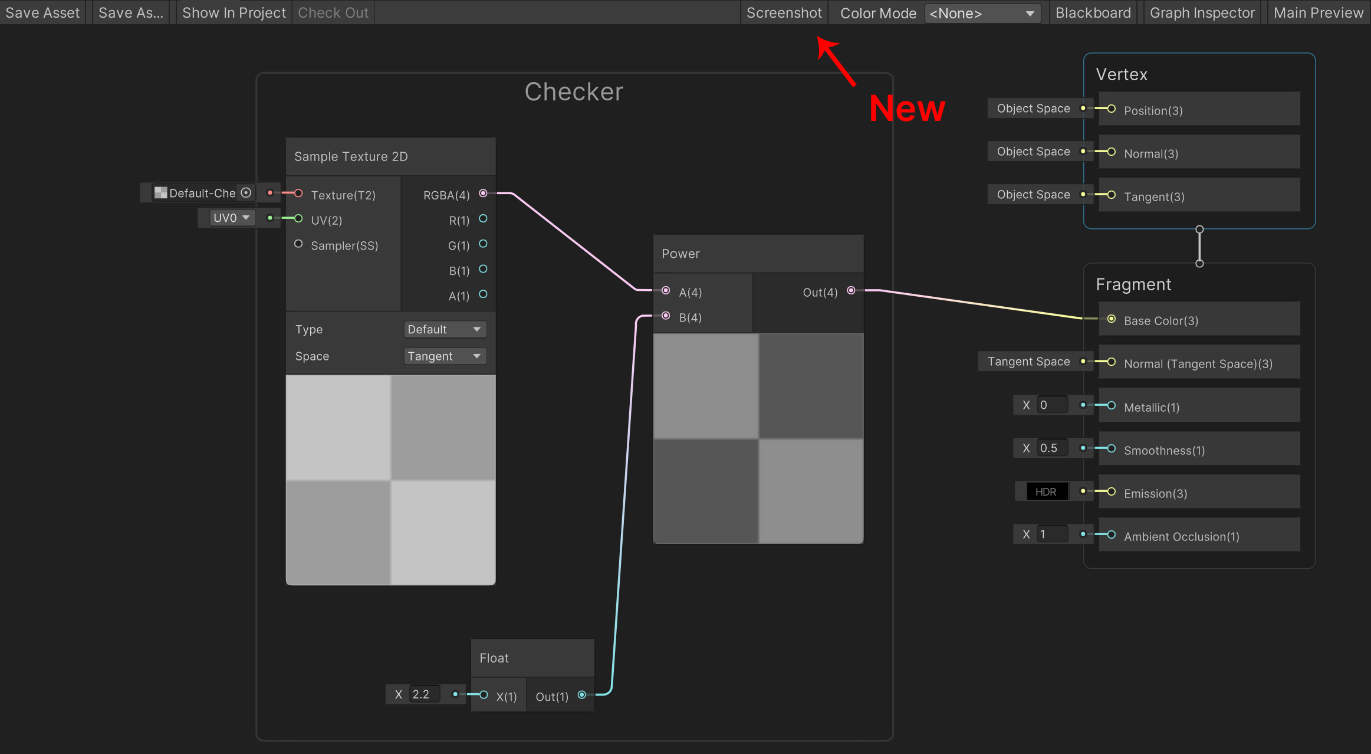 Save Asset Save As... Show In Project Check Out Screenshot Color Mode <None> Blackboard Graph Inspector Main Preview
New
Checker
Sample Texture 2D
Default-Che Texture(T2) RGBA(4)
UV0 UV(2) R(1)
Sampler(SS) G(1)
B(1)
A(1)
Type Default
Space Tangent
Float
X 2.2 X(1) Out(1)
Power
A(4) Out(4)
B(4)
Vertex
Object Space Position(3)
Object Space Normal(3)
Object Space Tangent(3)
Fragment
Base Color(3)
Tangent Space Normal (Tangent Space)(3)
X 0 Metallic(1)
X 0.5 Smoothness(1)
HDR Emission(3)
X 1 Ambient Occlusion(1)